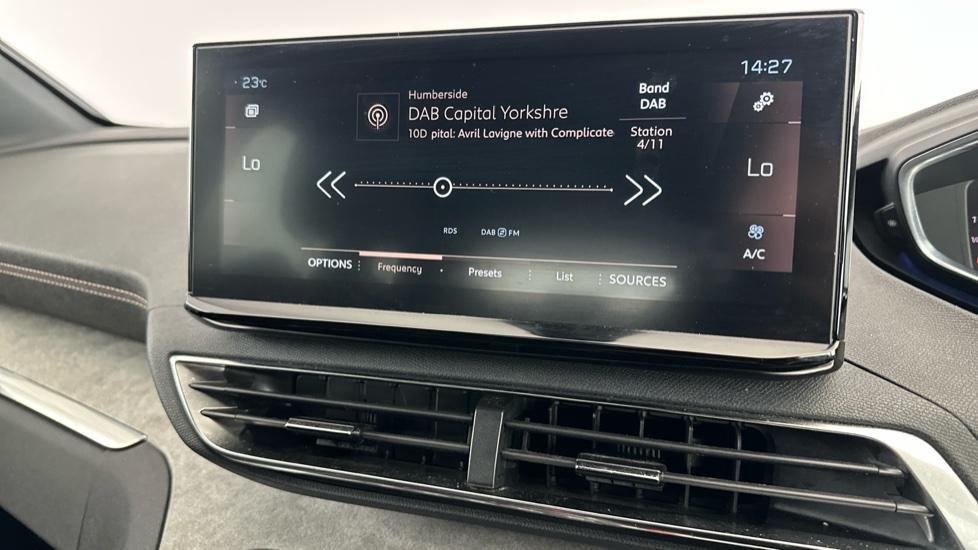 23°C
14:27
Humberside
DAB Capital Yorkshire
10D pital: Avril Lavigne with Complicate
Band
DAB
Station
4/11
Lo
Lo
RDS
DAB FM
A/C
OPTIONS
Frequency
Presets
List
SOURCES